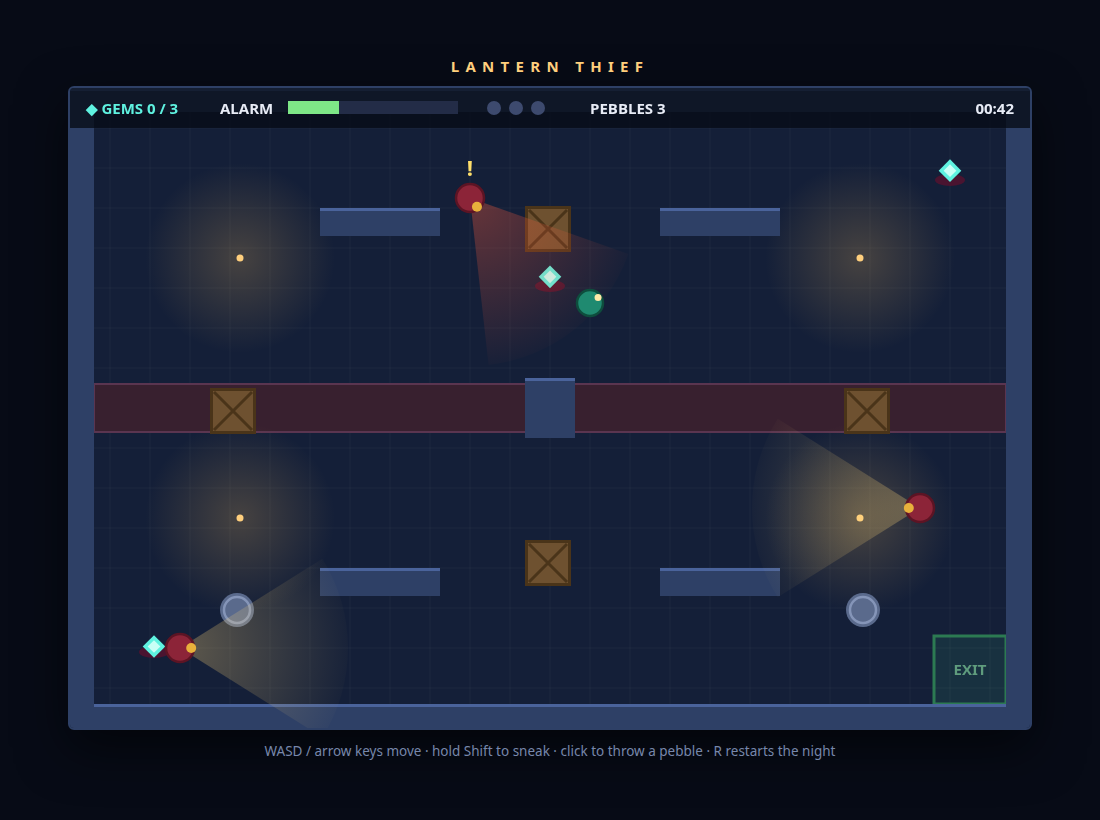 LANTERN THIEF
◆ GEMS 0 / 3 ALARM PEBBLES 3 00:42
!
EXIT
WASD / arrow keys move · hold Shift to sneak · click to throw a pebble · R restarts the night